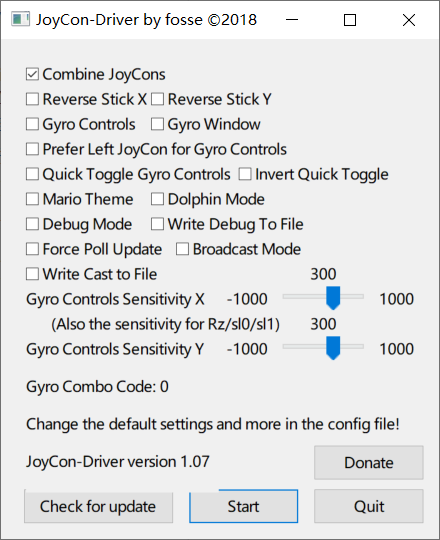 JoyCon-Driver by fosse ©2018
Combine JoyCons
Reverse Stick X Reverse Stick Y
Gyro Controls Gyro Window
Prefer Left JoyCon for Gyro Controls
Quick Toggle Gyro Controls Invert Quick Toggle
Mario Theme Dolphin Mode
Debug Mode Write Debug To File
Force Poll Update Broadcast Mode
Write Cast to File 300
Gyro Controls Sensitivity X -1000 1000
(Also the sensitivity for Rz/sl0/sl1) 300
Gyro Controls Sensitivity Y -1000 1000
Gyro Combo Code: 0
Change the default settings and more in the config file!
JoyCon-Driver version 1.07 Donate
Check for update Start Quit